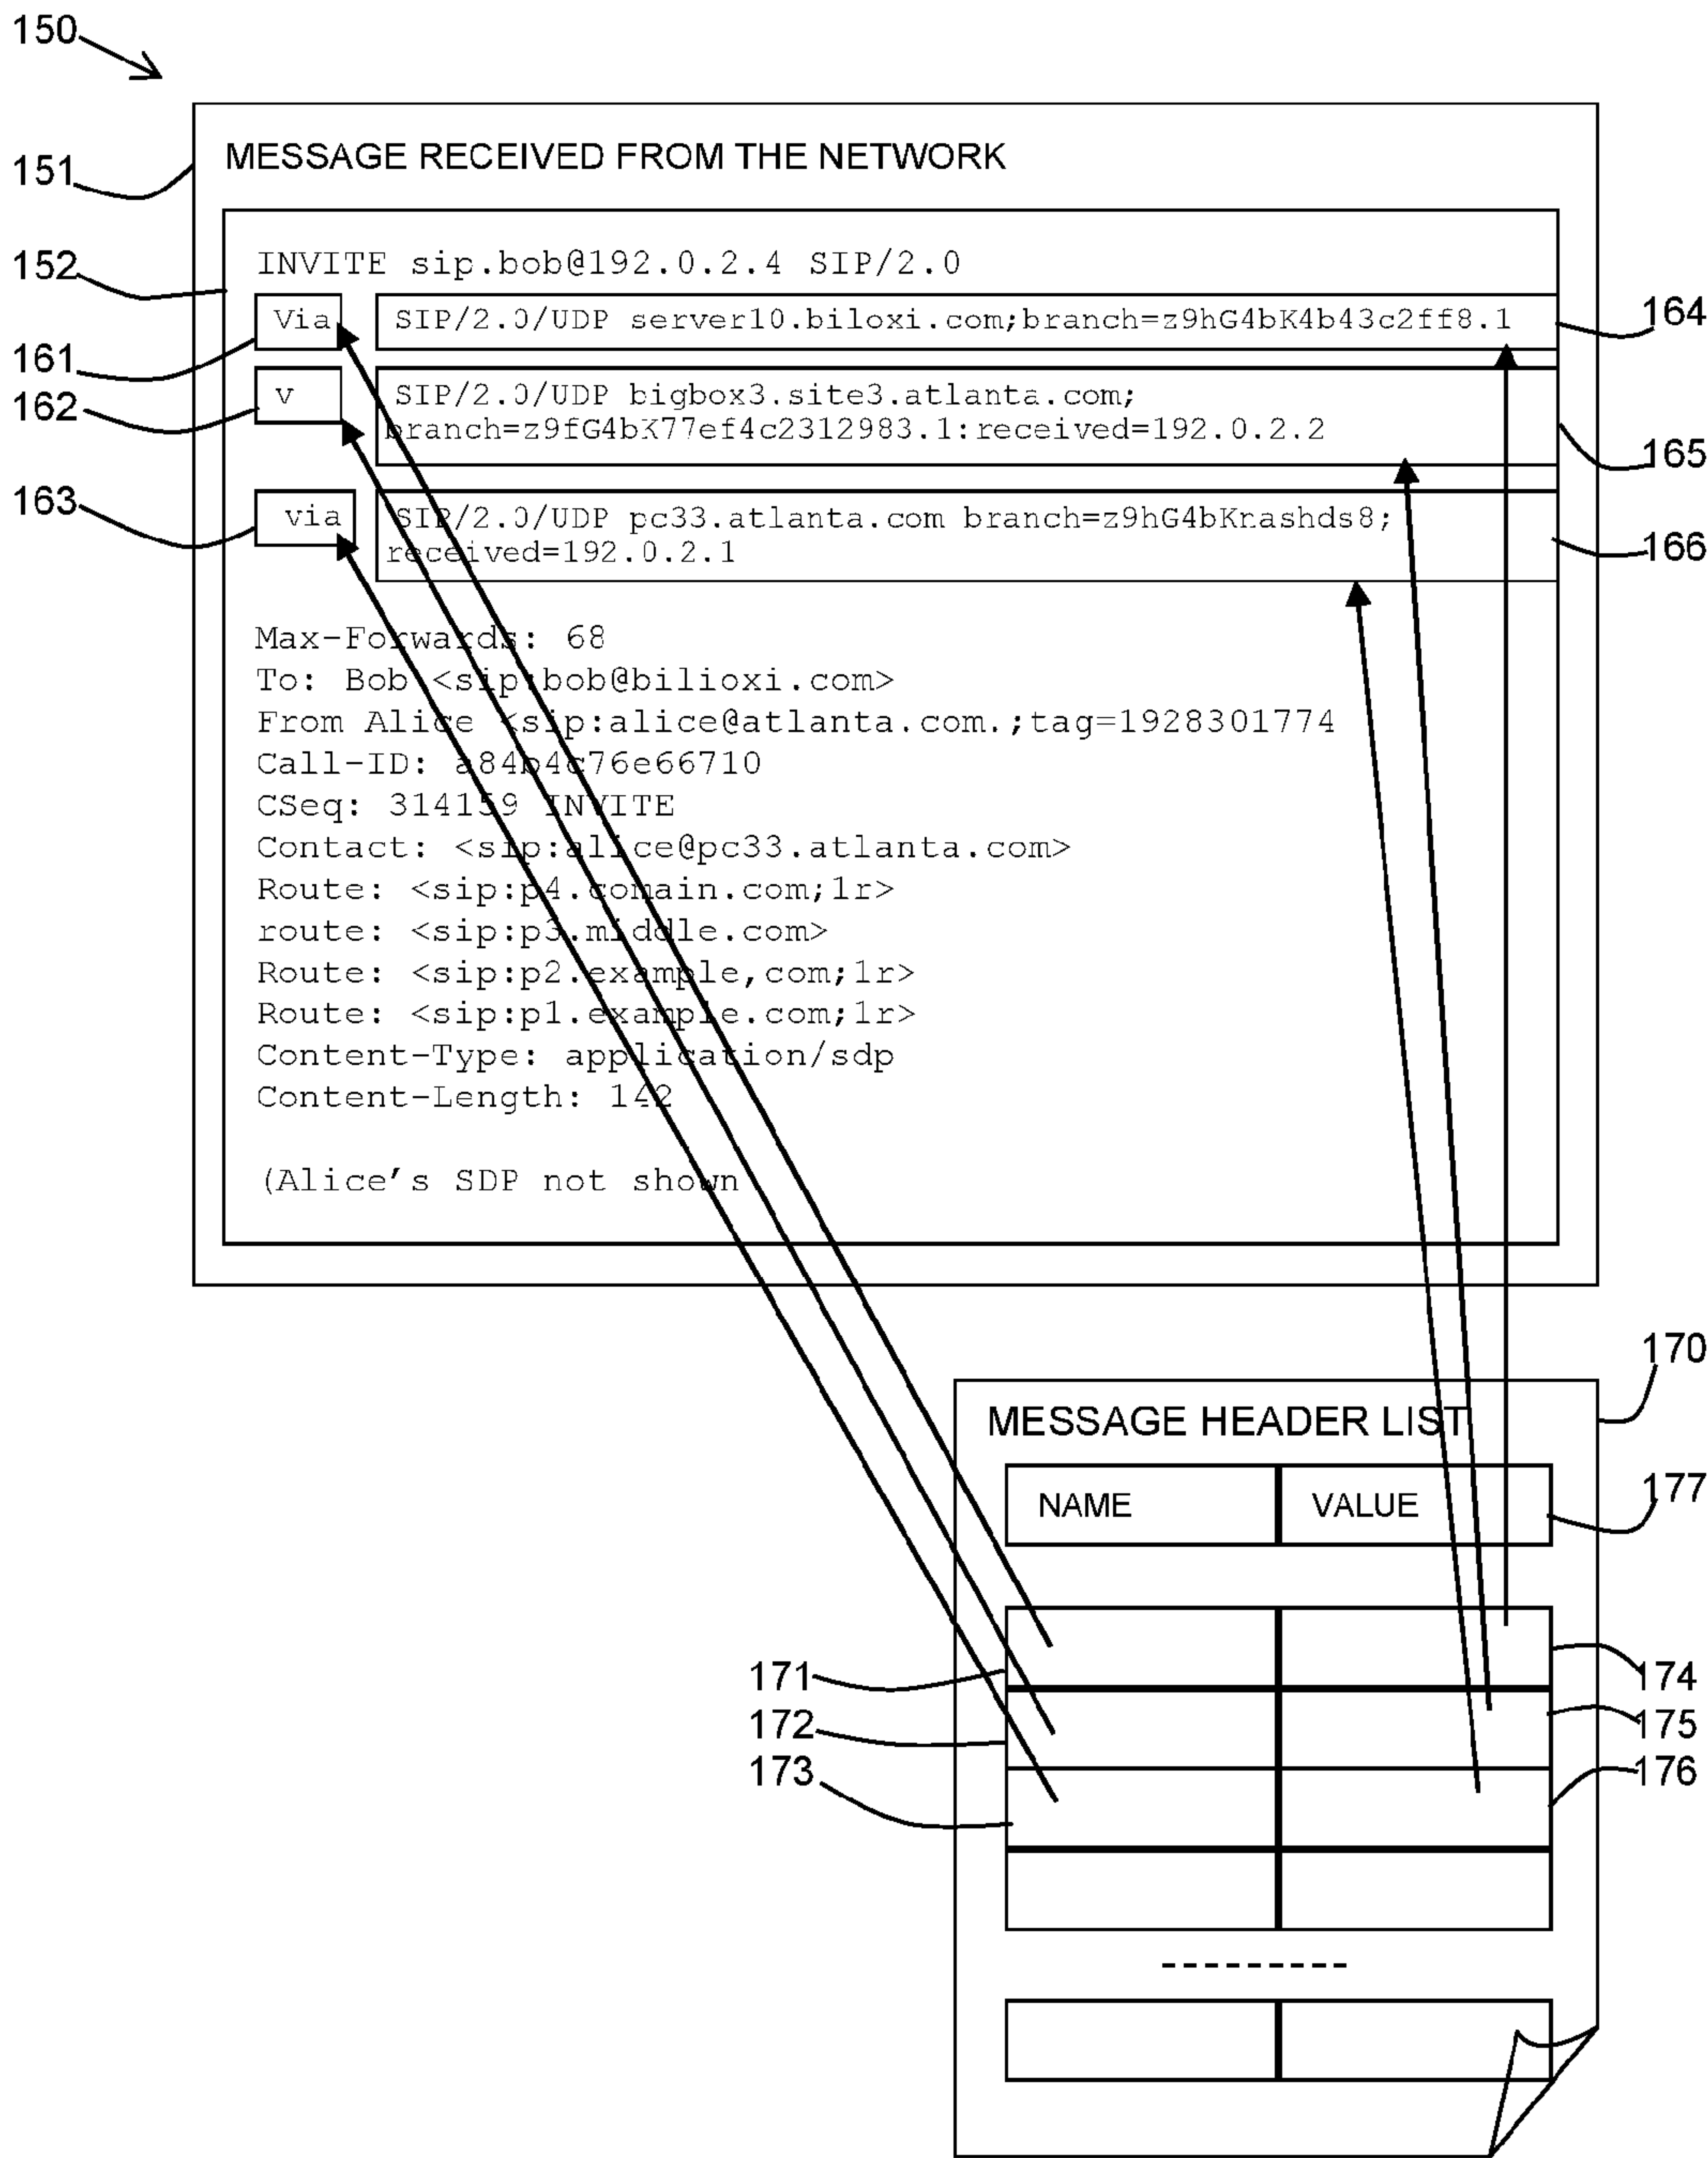 150
151
MESSAGE RECEIVED FROM THE NETWORK
152
INVITE sip.bob@192.0.2.4 SIP/2.0
161
Via
SIP/2.0/UDP server10.biloxi.com;branch=z9hG4bK4b43c2ff8.1
164
162
v
SIP/2.0/UDP bigbox3.site3.atlanta.com;
branch=z9fG4bK77ef4c2312983.1:received=192.0.2.2
165
163
via
SIP/2.0/UDP pc33.atlanta.com branch=z9hG4bKnashds8;
received=192.0.2.1
166
Max-Forwards: 68
To: Bob <sip:bob@bilioxi.com>
From Alice <sip:alice@atlanta.com.;tag=1928301774
Call-ID: a84b4c76e66710
CSeq: 314159 INVITE
Contact: <sip:alice@pc33.atlanta.com>
Route: <sip:p4.comain.com;1r>
route: <sip:p3.middle.com>
Route: <sip:p2.example,com;1r>
Route: <sip:p1.example.com;1r>
Content-Type: application/sdp
Content-Length: 142
(Alice's SDP not shown
170
MESSAGE HEADER LIST
NAME
VALUE
177
171
174
172
175
173
176